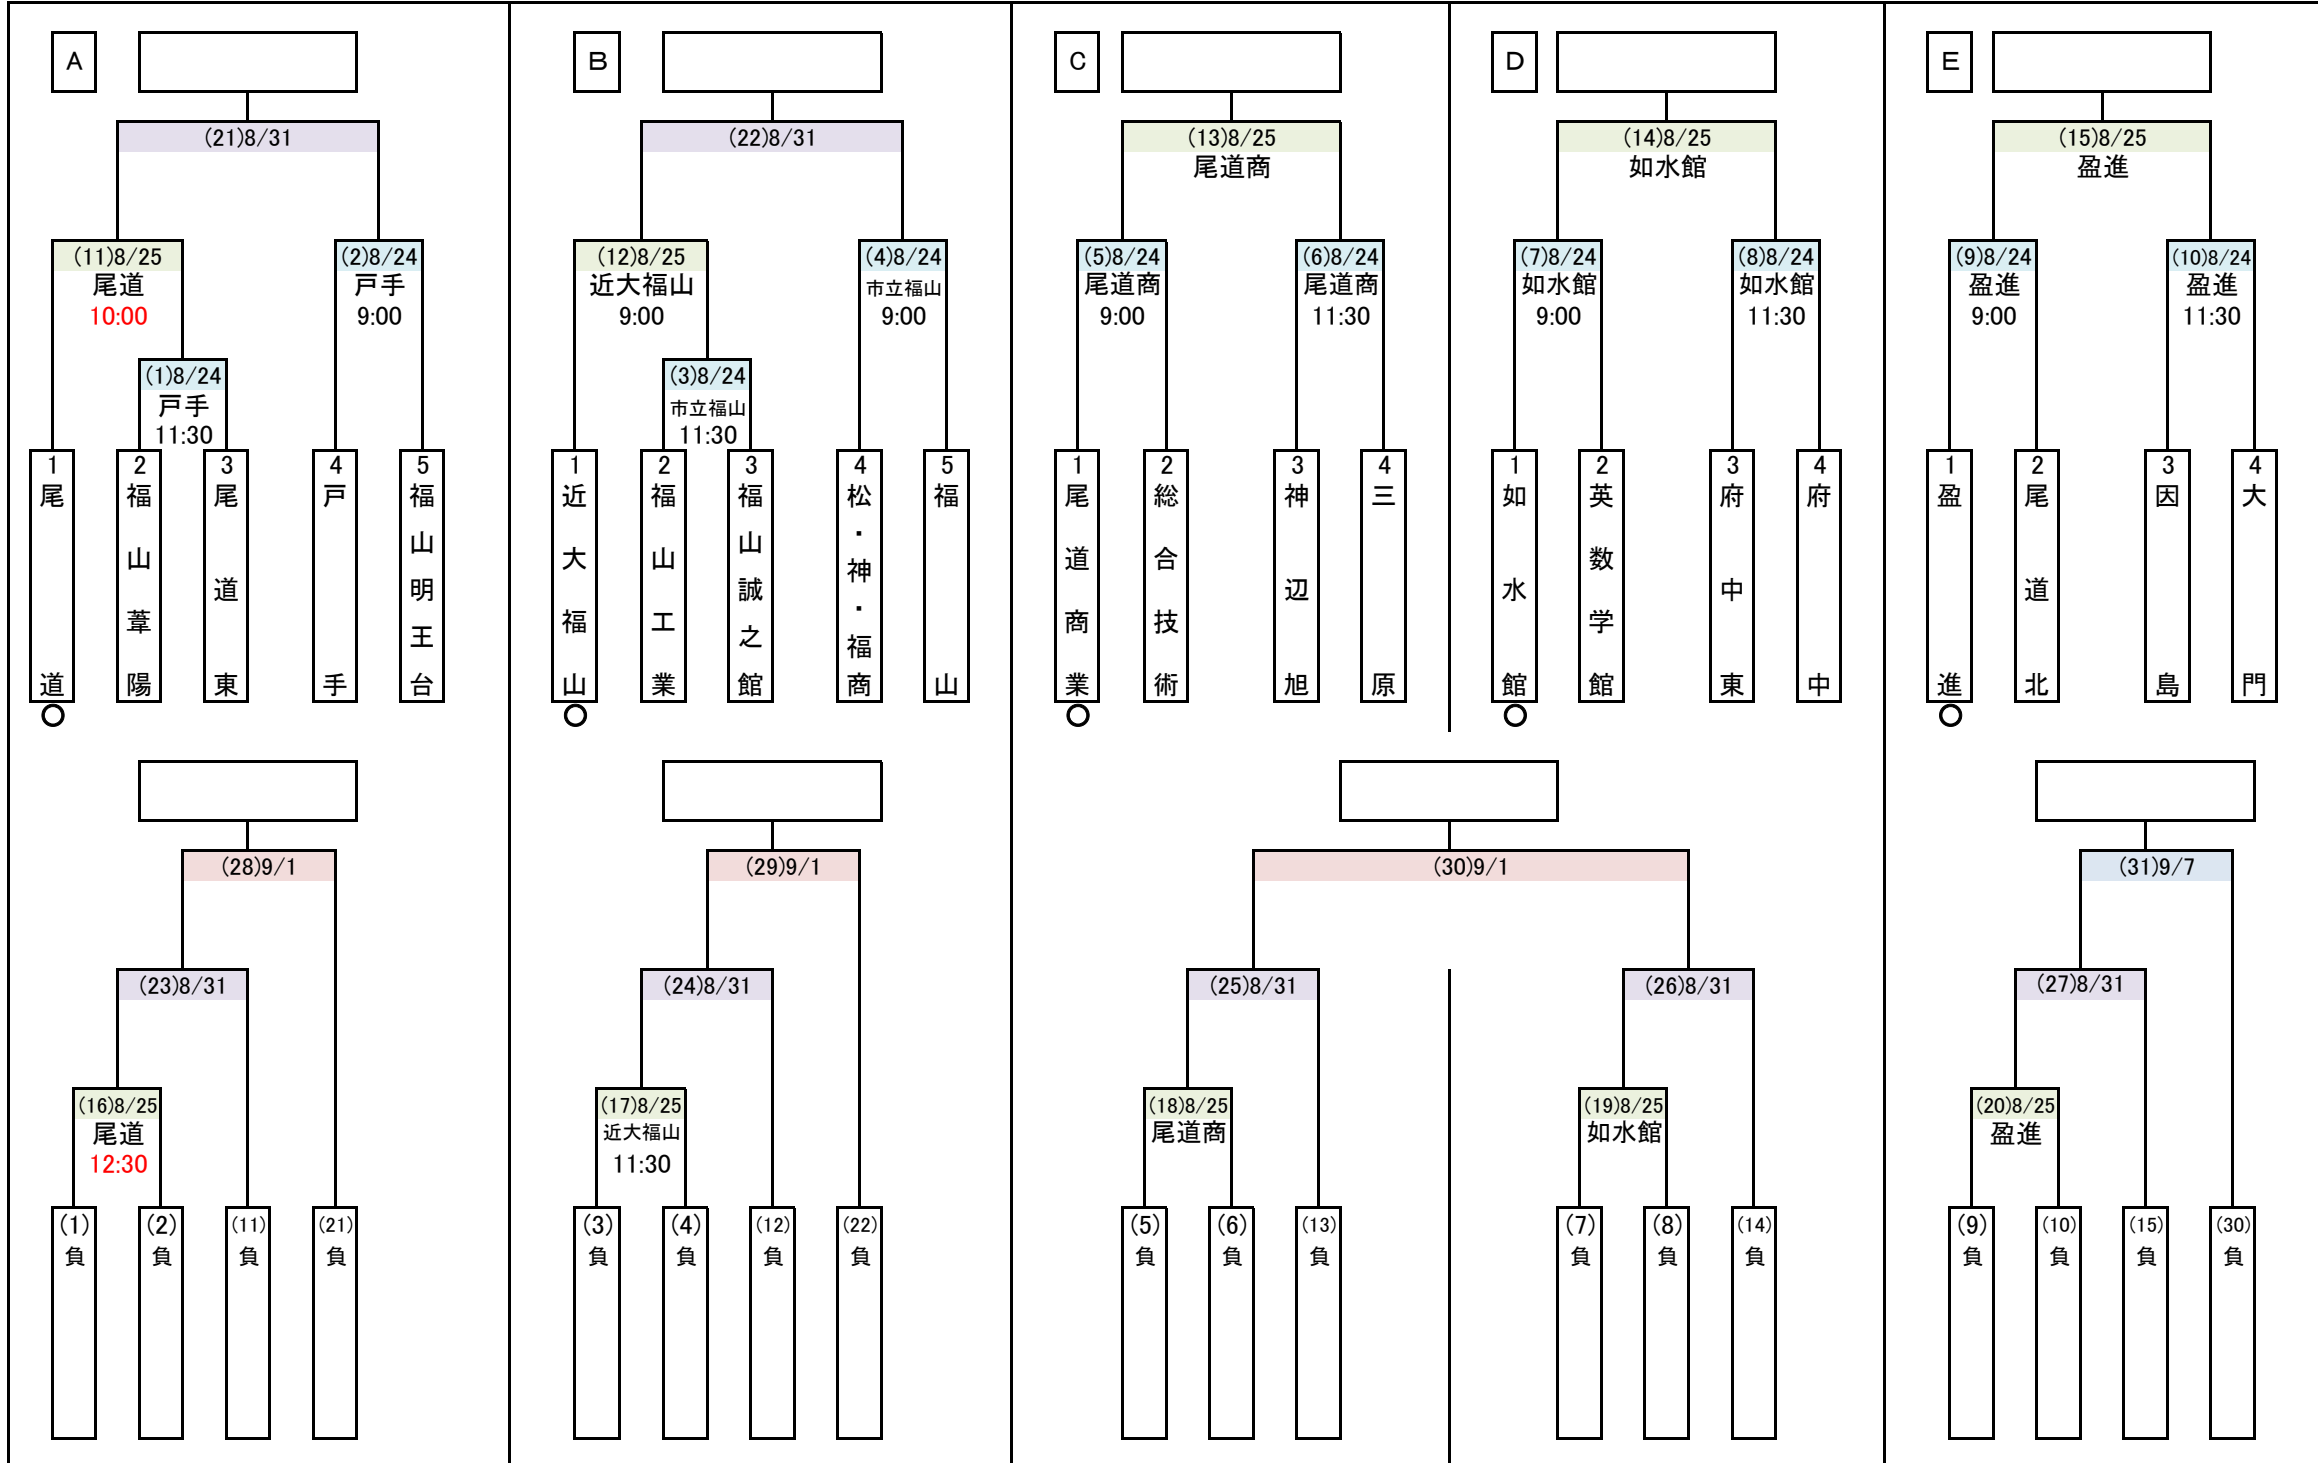 A
(21)8/31
(11)8/25
尾道
10:00
(2)8/24
戸手
9:00
(1)8/24
戸手
11:30
1
尾道
2
福山葦陽
3
尾道東
4
戸手
5
福山明王台
○
B
(22)8/31
(12)8/25
近大福山
9:00
(4)8/24
市立福山
9:00
(3)8/24
市立福山
11:30
1
近大福山
2
福山工業
3
福山誠之館
4
松・神・福商
5
福山
○
C
(13)8/25
尾道商
(5)8/24
尾道商
9:00
(6)8/24
尾道商
11:30
1
尾道商業
2
総合技術
3
神辺旭
4
三原
○
D
(14)8/25
如水館
(7)8/24
如水館
9:00
(8)8/24
如水館
11:30
1
如水館
2
英数学館
3
府中東
4
府中
○
E
(15)8/25
盈進
(9)8/24
盈進
9:00
(10)8/24
盈進
11:30
1
盈進
2
尾道北
3
因島
4
大門
○
(28)9/1
(23)8/31
(16)8/25
尾道
12:30
(1)
負
(2)
負
(11)
負
(21)
負
(29)9/1
(24)8/31
(17)8/25
近大福山
11:30
(3)
負
(4)
負
(12)
負
(22)
負
(30)9/1
(25)8/31
(18)8/25
尾道商
(5)
負
(6)
負
(13)
負
(26)8/31
(19)8/25
如水館
(7)
負
(8)
負
(14)
負
(31)9/7
(27)8/31
(20)8/25
盈進
(9)
負
(10)
負
(15)
負
(30)
負